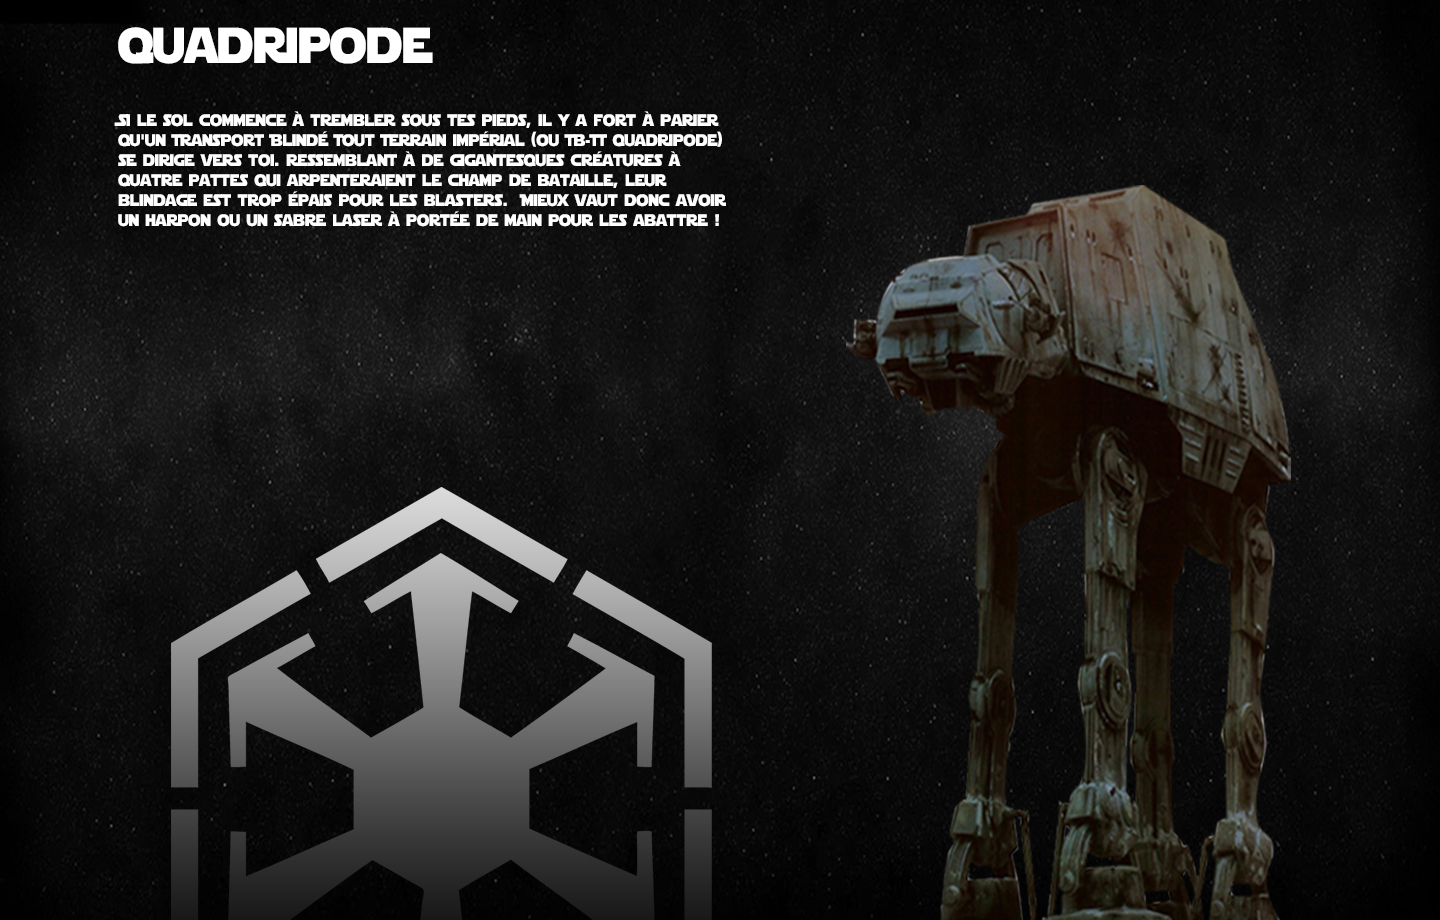 QUADRIPODE
SI LE SOL COMMENCE À TREMBLER SOUS TES PIEDS, IL Y A FORT À PARIER
QU'UN TRANSPORT BLINDÉ TOUT TERRAIN IMPÉRIAL (OU TB-TT QUADRIPODE)
SE DIRIGE VERS TOI. RESSEMBLANT À DE GIGANTESQUES CRÉATURES À
QUATRE PATTES QUI ARPENTERAIENT LE CHAMP DE BATAILLE, LEUR
BLINDAGE EST TROP ÉPAIS POUR LES BLASTERS. MIEUX VAUT DONC AVOIR
UN HARPON OU UN SABRE LASER À PORTÉE DE MAIN POUR LES ABATTRE !